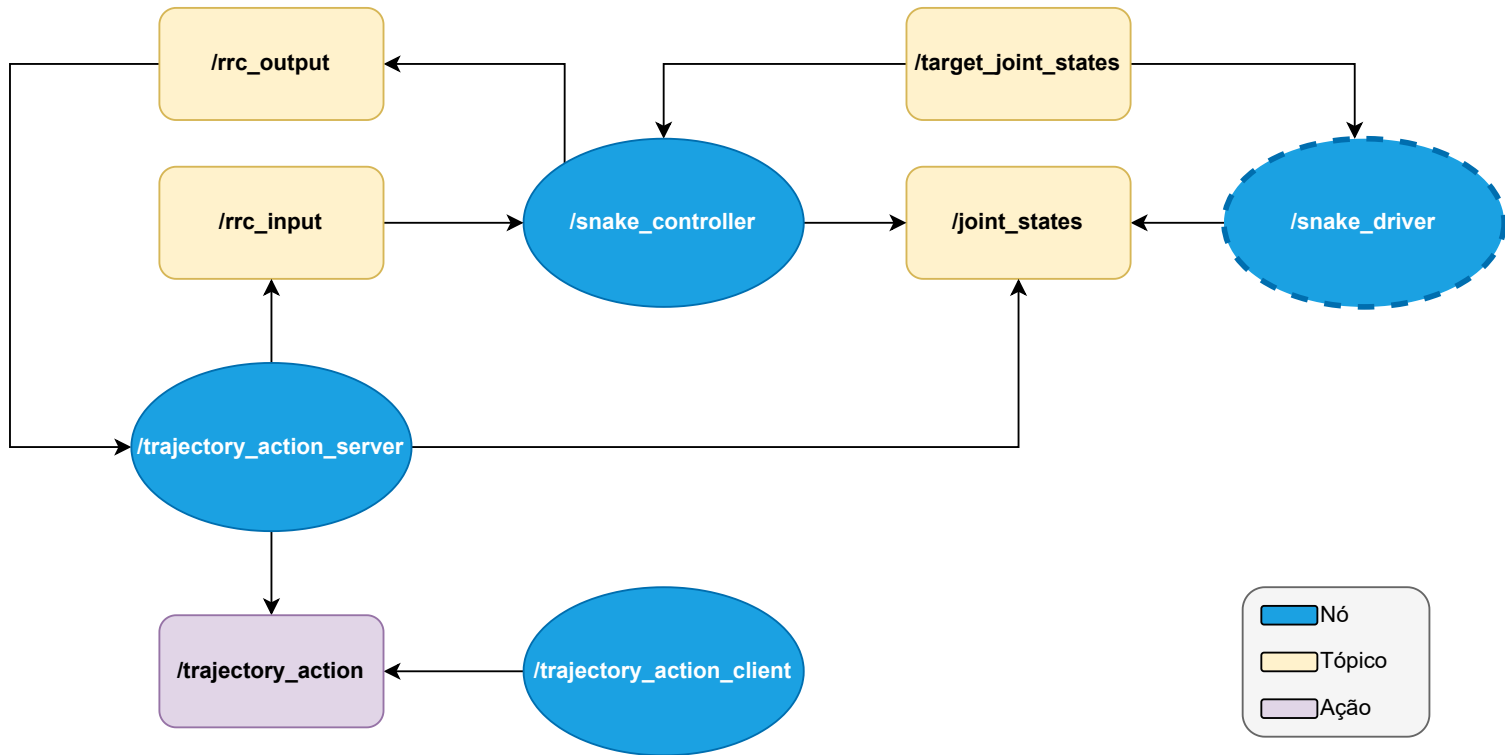 /rrc_output
/target_joint_states
/rrc_input
/snake_controller
/joint_states
/snake_driver
/trajectory_action_server
/trajectory_action
/trajectory_action_client
Nó
Tópico
Ação